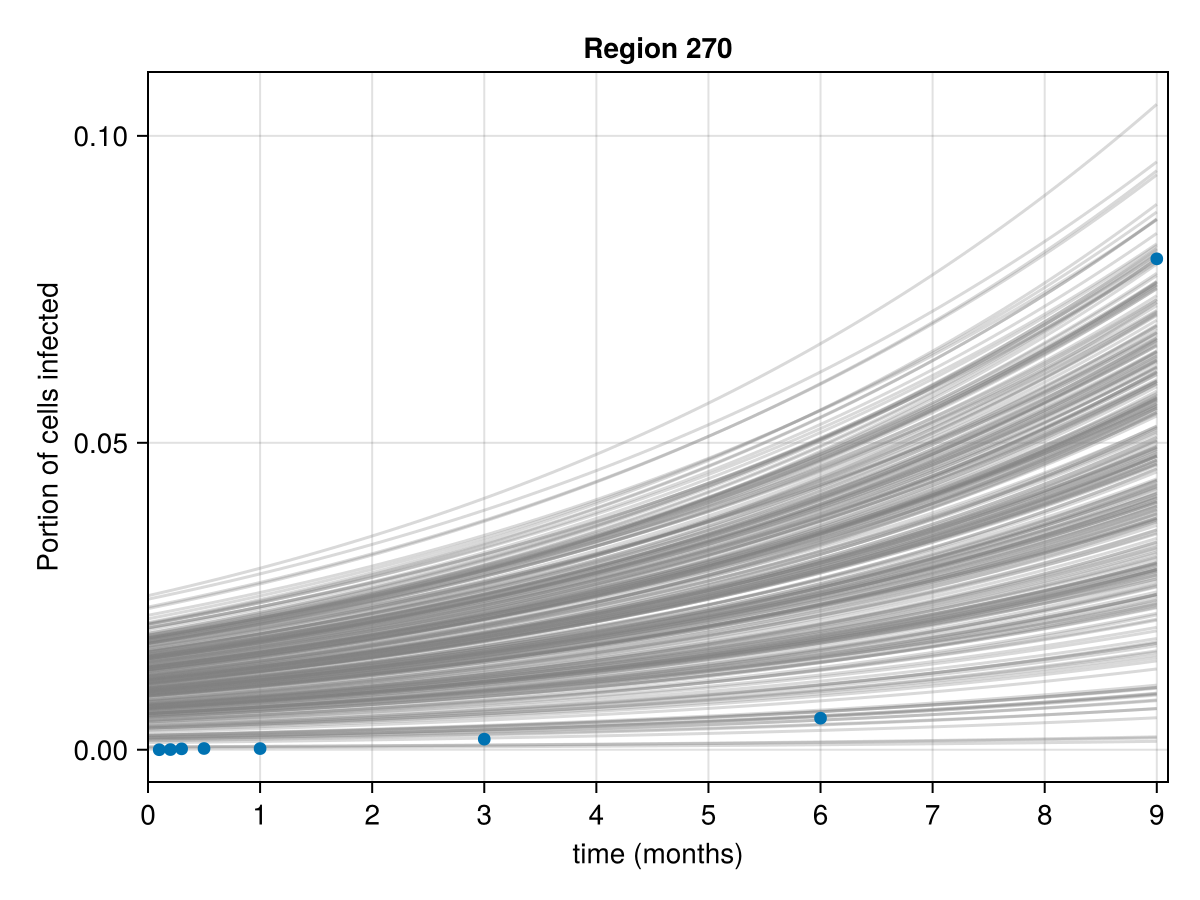 Region 270
0.10
0.05
0.00
Portion of cells infected
0 1 2 3 4 5 6 7 8 9
time (months)